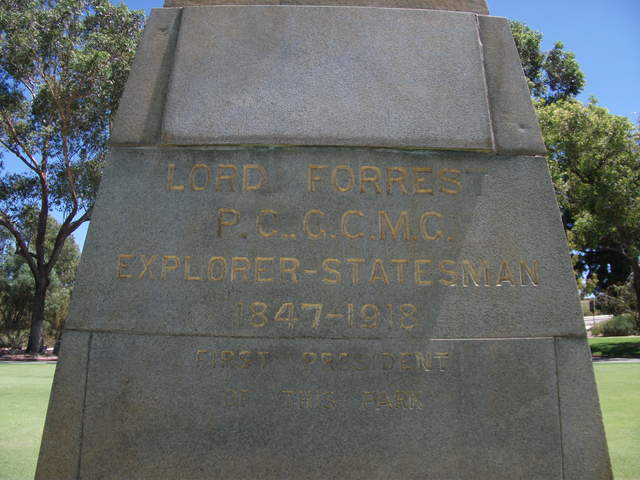 LORD FORREST
P.C., G.C.M.G.
EXPLORER-STATESMAN
1847-1918
FIRST PRESIDENT
OF THIS PARK